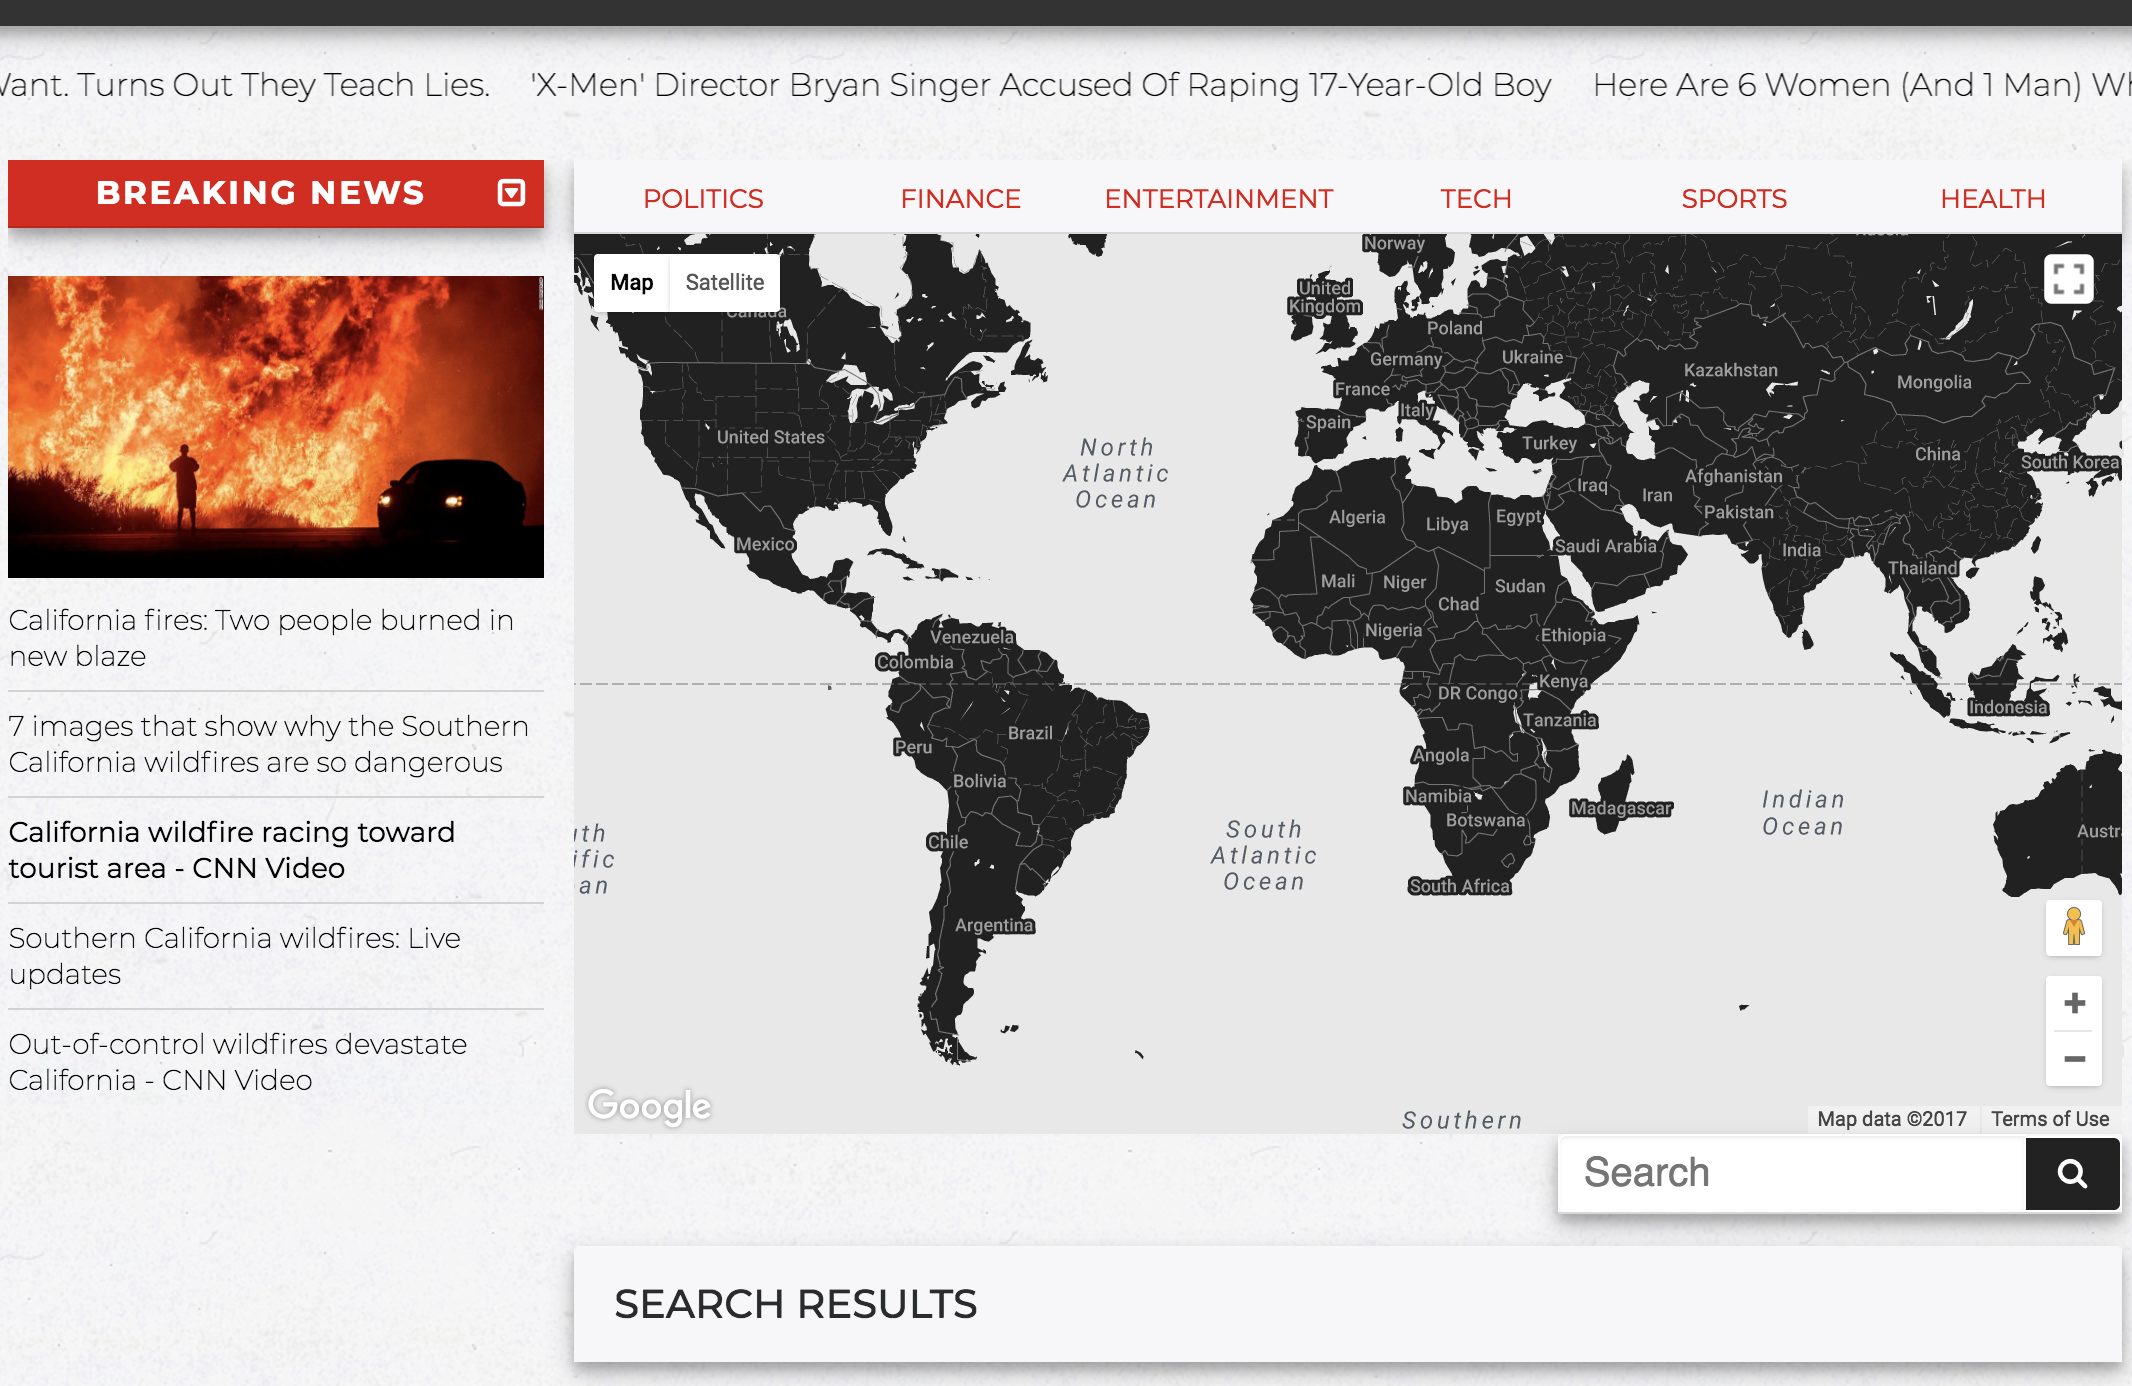 Want. Turns Out They Teach Lies. 'X-Men' Director Bryan Singer Accused Of Raping 17-Year-Old Boy Here Are 6 Women (And 1 Man)
BREAKING NEWS
California fires: Two people burned in
new blaze
7 images that show why the Southern
California wildfires are so dangerous
California wildfire racing toward
tourist area - CNN Video
Southern California wildfires: Live
updates
Out-of-control wildfires devastate
California - CNN Video
POLITICS FINANCE ENTERTAINMENT TECH SPORTS HEALTH
Map Satellite
Canada
Norway
United
Kingdom
Poland
Germany
Ukraine
France
Kazakhstan
Mongolia
Italy
Spain
United States
Turkey
North
Atlantic
Ocean
China
South Korea
Afghanistan
Iraq
Iran
Pakistan
Algeria
Libya
Egypt
Mexico
Saudi Arabia
India
Thailand
Mali
Niger
Sudan
Chad
Nigeria
Ethiopia
Venezuela
Colombia
Kenya
DR Congo
Indonesia
Tanzania
Brazil
Peru
Angola
Bolivia
Namibia
Madagascar
Botswana
Indian
Ocean
South
Atlantic
Ocean
Chile
South Africa
Argentina
Southern
Google
Map data ©2017 Terms of Use
Search
SEARCH RESULTS